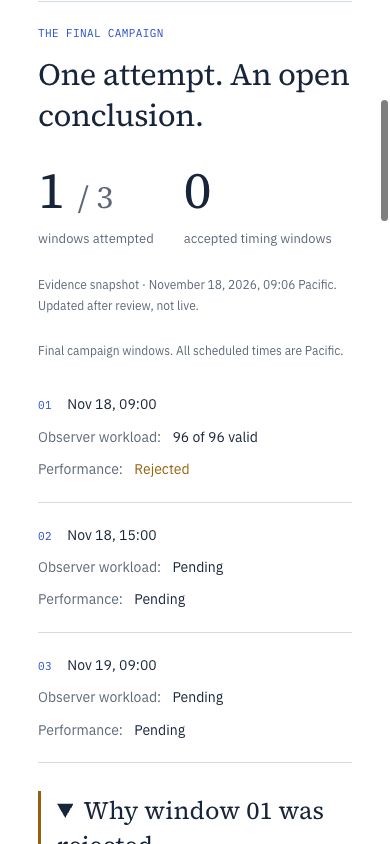 THE FINAL CAMPAIGN
One attempt. An open
conclusion.
1 / 3
0
windows attempted
accepted timing windows
Evidence snapshot · November 18, 2026, 09:06 Pacific.
Updated after review, not live.
Final campaign windows. All scheduled times are Pacific.
01 Nov 18, 09:00
Observer workload: 96 of 96 valid
Performance: Rejected
02 Nov 18, 15:00
Observer workload: Pending
Performance: Pending
03 Nov 19, 09:00
Observer workload: Pending
Performance: Pending
▼ Why window 01 was
rejected